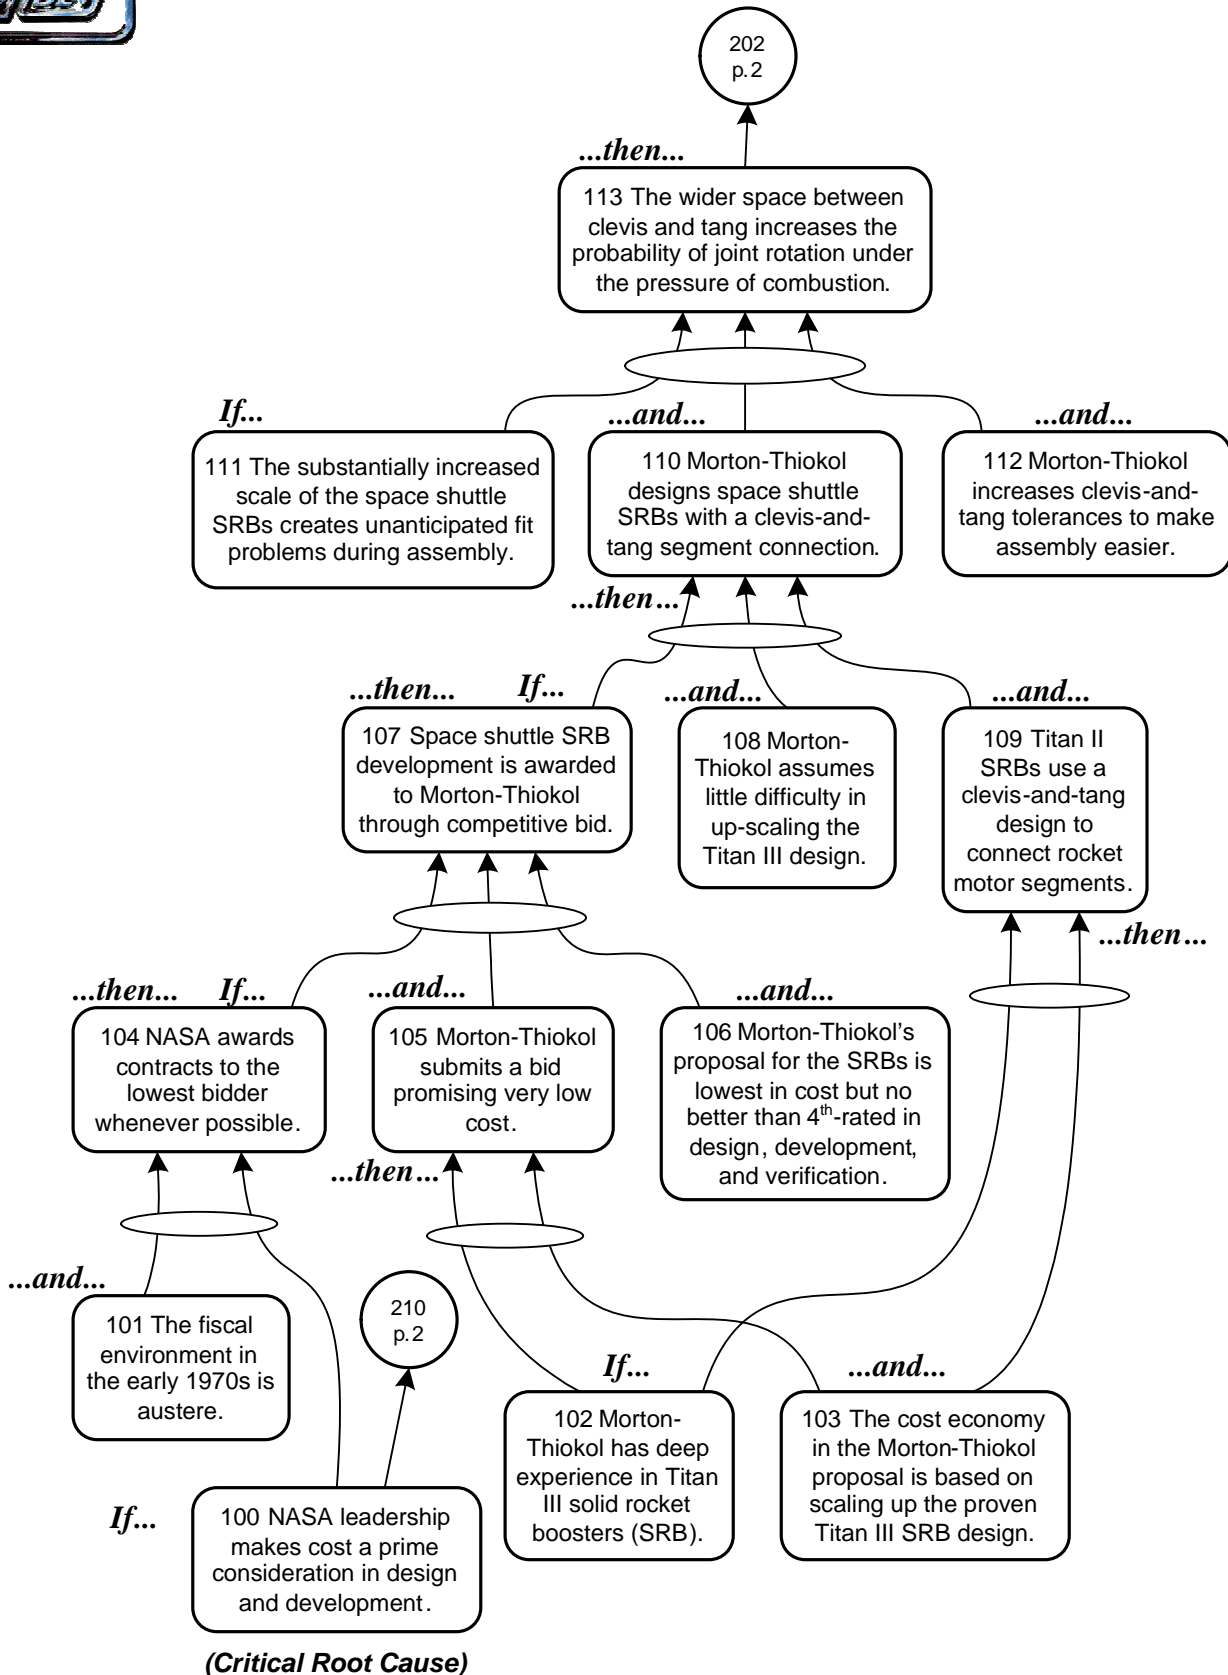 202
p.2
...then...
113 The wider space between
clevis and tang increases the
probability of joint rotation under
the pressure of combustion.
If...
...and...
...and...
111 The substantially increased
scale of the space shuttle
SRBs creates unanticipated fit
problems during assembly.
110 Morton-Thiokol
designs space shuttle
SRBs with a clevis-and-
tang segment connection.
112 Morton-Thiokol
increases clevis-and-
tang tolerances to make
assembly easier.
...then...
...then...
If...
...and...
...and...
107 Space shuttle SRB
development is awarded
to Morton-Thiokol
through competitive bid.
108 Morton-
Thiokol assumes
little difficulty in
up-scaling the
Titan III design.
109 Titan II
SRBs use a
clevis-and-tang
design to
connect rocket
motor segments.
...then...
...then...
If...
...and...
...and...
104 NASA awards
contracts to the
lowest bidder
whenever possible.
105 Morton-Thiokol
submits a bid
promising very low
cost.
106 Morton-Thiokol's
proposal for the SRBs is
lowest in cost but no
better than 4th-rated in
design, development,
and verification.
...then...
...and...
101 The fiscal
environment in
the early 1970s is
austere.
210
p.2
If...
...and...
102 Morton-
Thiokol has deep
experience in Titan
III solid rocket
boosters (SRB).
103 The cost economy
in the Morton-Thiokol
proposal is based on
scaling up the proven
Titan III SRB design.
If...
100 NASA leadership
makes cost a prime
consideration in design
and development.
(Critical Root Cause)